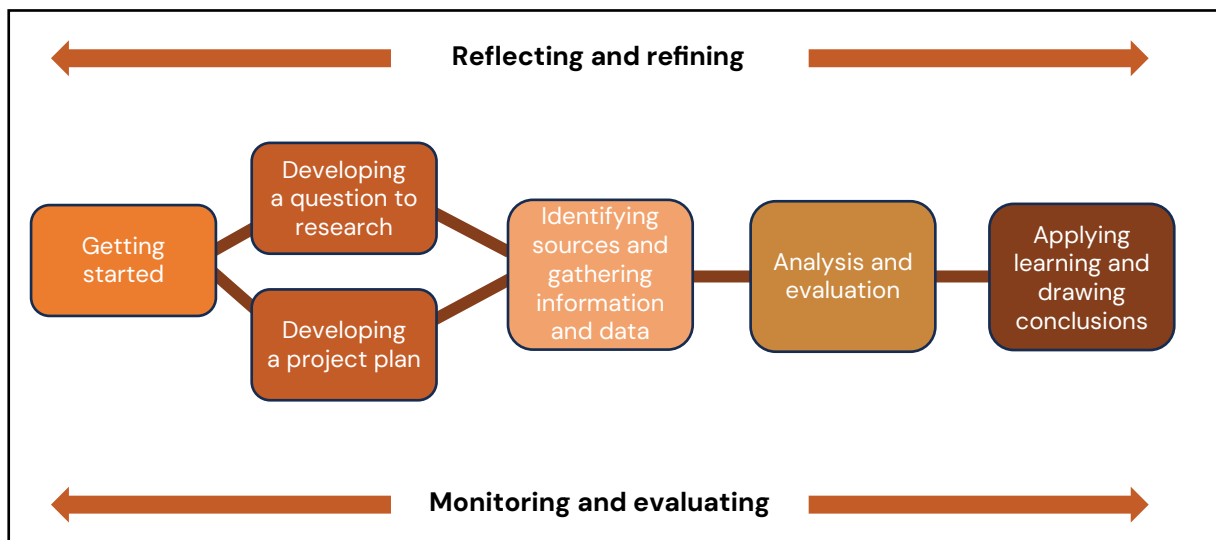 Reflecting and refining
Getting
started
Developing
a question to
research
Developing
a project plan
Identifying
sources and
gathering
information
and data
Analysis and
evaluation
Applying
learning and
drawing
conclusions
Monitoring and evaluating